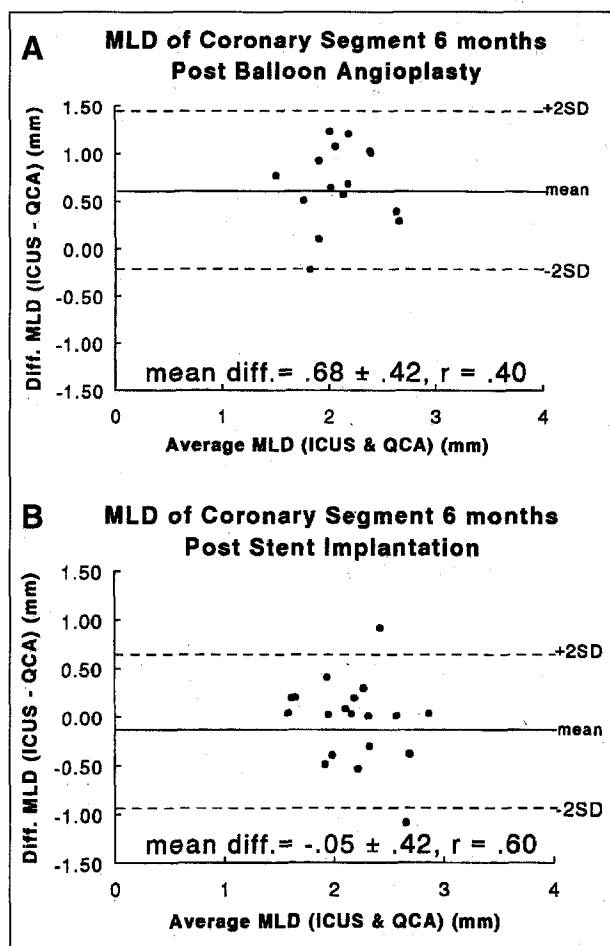 A
MLD of Coronary Segment 6 months
Post Balloon Angioplasty
Diff. MLD (ICUS - QCA) (mm)
1.50
1.00
0.50
0.00
-0.50
-1.00
-1.50
+2SD
mean
-2SD
mean diff.= .68 ± .42, r = .40
0 1 2 3 4
Average MLD (ICUS & QCA) (mm)
B
MLD of Coronary Segment 6 months
Post Stent Implantation
Diff. MLD (ICUS - QCA) (mm)
1.50
1.00
0.50
0.00
-0.50
-1.00
-1.50
+2SD
mean
-2SD
mean diff.= -.05 ± .42, r = .60
0 1 2 3 4
Average MLD (ICUS & QCA) (mm)